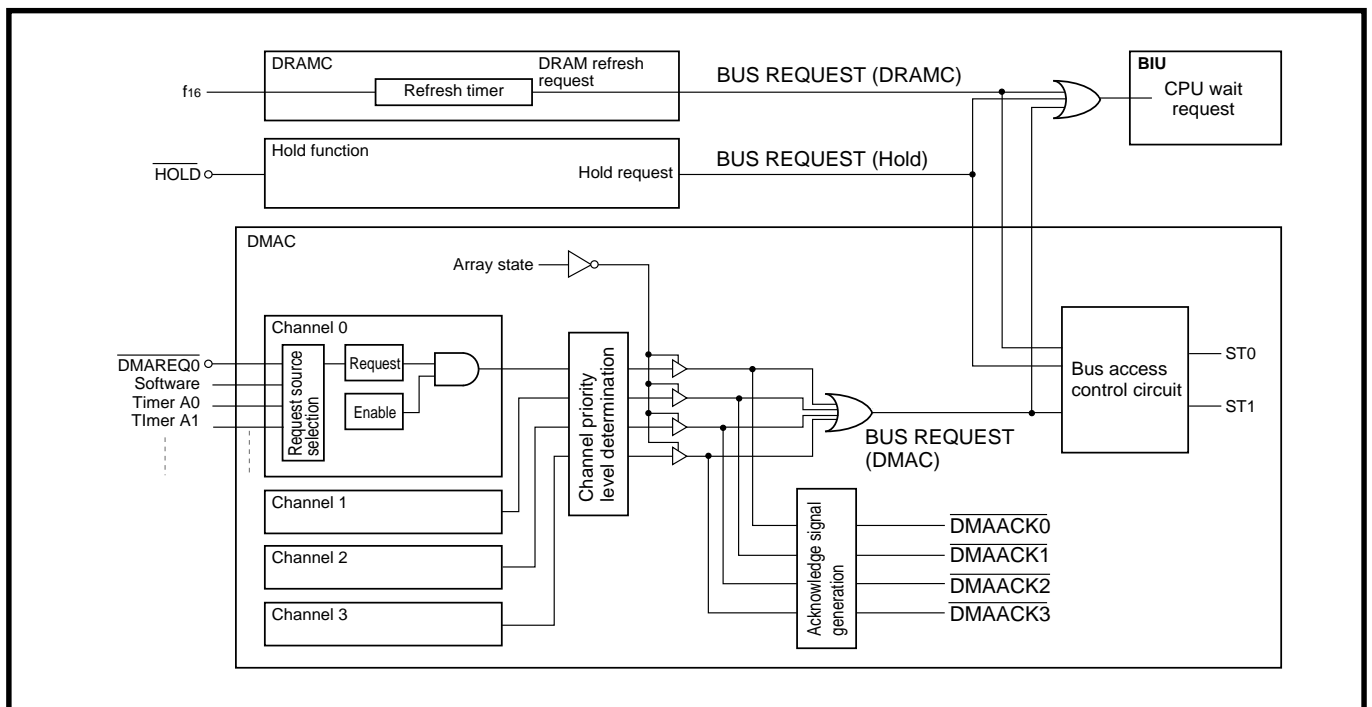 DRAMC
DRAM refresh
request
f16
Refresh timer
BUS REQUEST (DRAMC)
BIU
CPU wait
request
Hold function
HOLD
Hold request
BUS REQUEST (Hold)
DMAC
Array state
Channel 0
DMAREQ0
Software
Timer A0
TImer A1
Request source
selection
Request
Enable
Channel priority
level determination
BUS REQUEST
(DMAC)
Bus access
control circuit
ST0
ST1
Channel 1
Channel 2
Channel 3
Acknowledge signal
generation
DMAACK0
DMAACK1
DMAACK2
DMAACK3